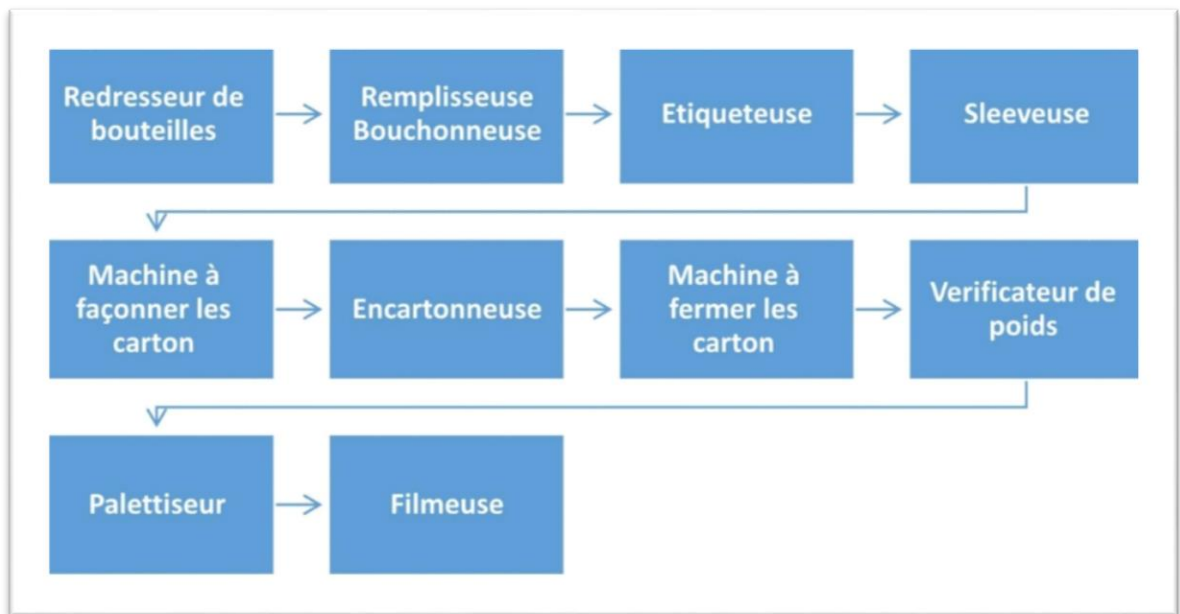 Redresseur de
bouteilles
Remplisseuse
Bouchonneuse
Etiqueteuse
Sleeveuse
Machine à
façonner les
carton
Encartonneuse
Machine à
fermer les
carton
Verificateur de
poids
Palettiseur
Filmeuse